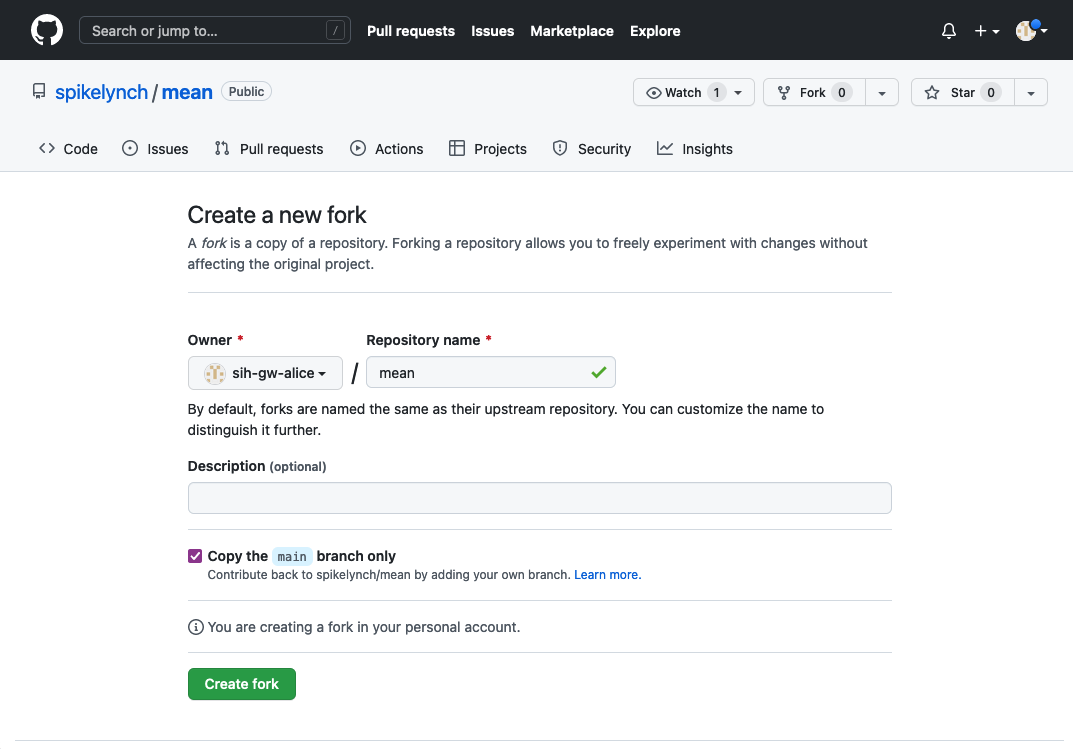 Search or jump to... /
Pull requests Issues Marketplace Explore
spikelynch / mean Public
Watch 1 Fork 0 Star 0
Code Issues Pull requests Actions Projects Security Insights
Create a new fork
A fork is a copy of a repository. Forking a repository allows you to freely experiment with changes without
affecting the original project.
Owner * Repository name *
sih-gw-alice / mean
By default, forks are named the same as their upstream repository. You can customize the name to
distinguish it further.
Description (optional)
Copy the main branch only
Contribute back to spikelynch/mean by adding your own branch. Learn more.
You are creating a fork in your personal account.
Create fork